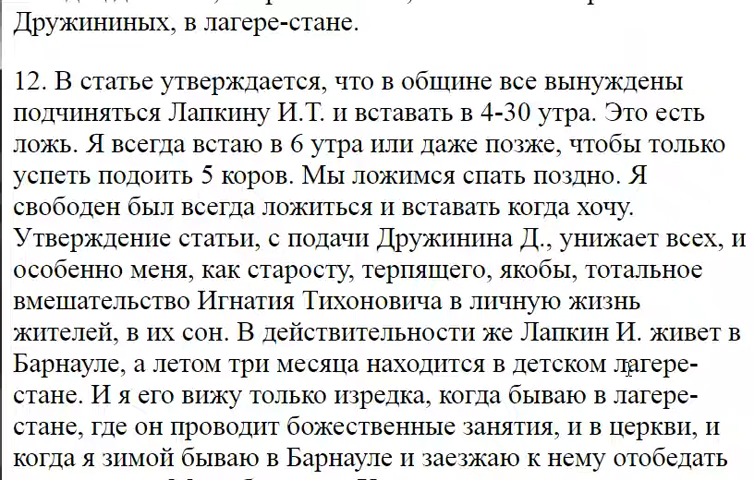 Дружининых, в лагере-стане.
12. В статье утверждается, что в общине все вынуждены
подчиняться Лапкину И.Т. и вставать в 4-30 утра. Это есть
ложь. Я всегда встаю в 6 утра или даже позже, чтобы только
успеть подоить 5 коров. Мы ложимся спать поздно. Я
свободен был всегда ложиться и вставать когда хочу.
Утверждение статьи, с подачи Дружинина Д., унижает всех, и
особенно меня, как старосту, терпящего, якобы, тотальное
вмешательство Игнатия Тихоновича в личную жизнь
жителей, в их сон. В действительности же Лапкин И. живет в
Барнауле, а летом три месяца находится в детском лагере-
стане. И я его вижу только изредка, когда бываю в лагере-
стане, где он проводит божественные занятия, и в церкви, и
когда я зимой бываю в Барнауле и заезжаю к нему отобедать